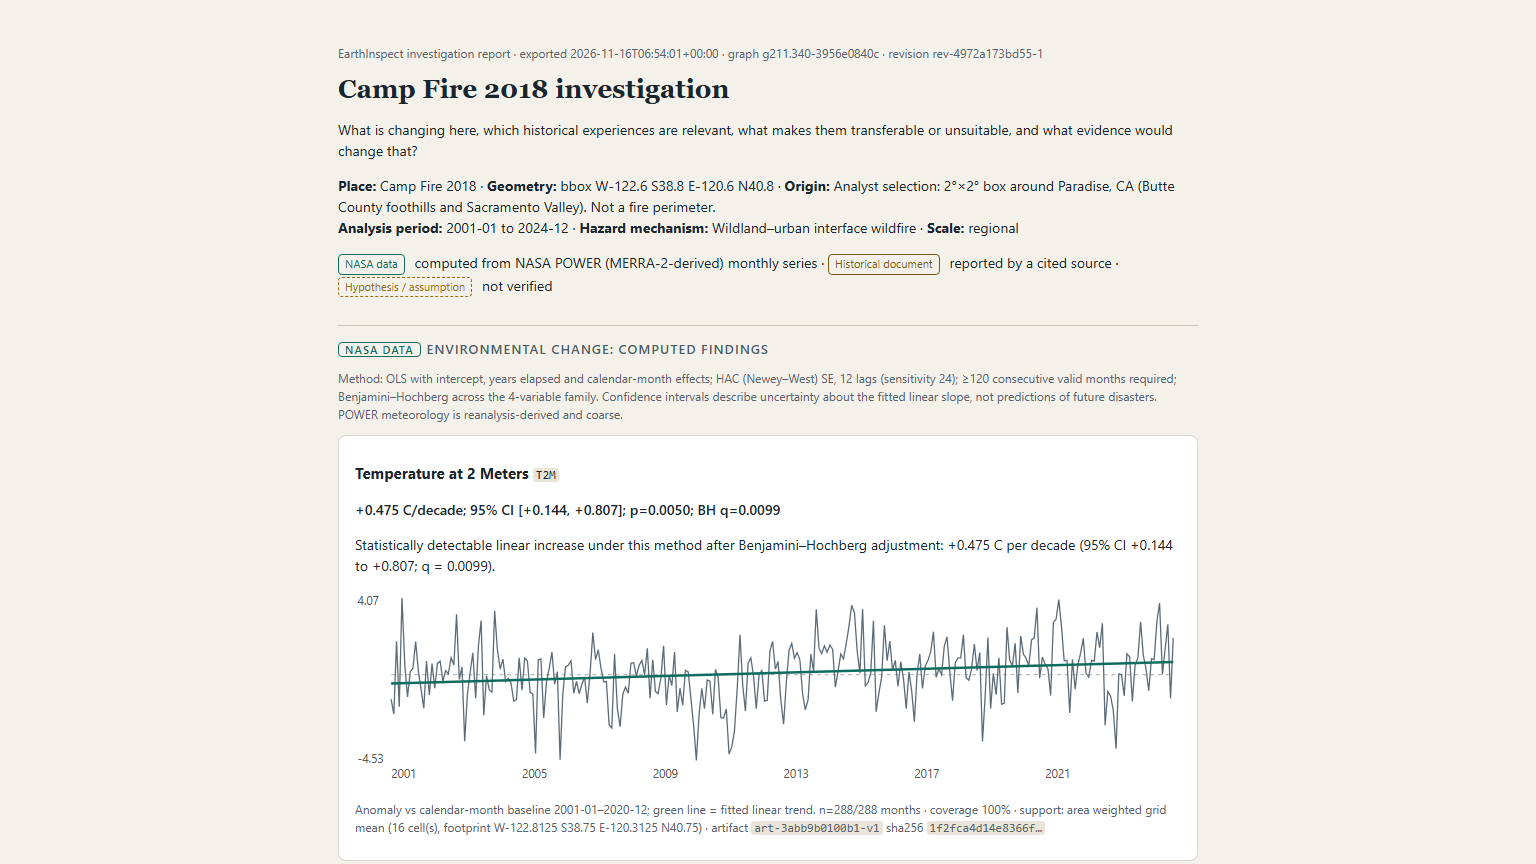 EarthInspect investigation report · exported 2026-11-16T06:54:01+00:00 · graph g211.340-3956e0840c · revision rev-4972a173bd55-1
Camp Fire 2018 investigation
What is changing here, which historical experiences are relevant, what makes them transferable or unsuitable, and what evidence would
change that?
Place: Camp Fire 2018 · Geometry: bbox W-122.6 S38.8 E-120.6 N40.8 · Origin: Analyst selection: 2°×2° box around Paradise, CA (Butte
County foothills and Sacramento Valley). Not a fire perimeter.
Analysis period: 2001-01 to 2024-12 · Hazard mechanism: Wildland–urban interface wildfire · Scale: regional
NASA data computed from NASA POWER (MERRA-2-derived) monthly series · Historical document reported by a cited source ·
Hypothesis / assumption not verified
NASA DATA ENVIRONMENTAL CHANGE: COMPUTED FINDINGS
Method: OLS with intercept, years elapsed and calendar-month effects; HAC (Newey–West) SE, 12 lags (sensitivity 24); ≥120 consecutive valid months required;
Benjamini–Hochberg across the 4-variable family. Confidence intervals describe uncertainty about the fitted linear slope, not predictions of future disasters.
POWER meteorology is reanalysis-derived and coarse.
Temperature at 2 Meters T2M
+0.475 C/decade; 95% CI [+0.144, +0.807]; p=0.0050; BH q=0.0099
Statistically detectable linear increase under this method after Benjamini–Hochberg adjustment: +0.475 C per decade (95% CI +0.144
to +0.807; q = 0.0099).
4.07
-4.53
2001 2005 2009 2013 2017 2021
Anomaly vs calendar-month baseline 2001-01–2020-12; green line = fitted linear trend. n=288/288 months · coverage 100% · support: area weighted grid
mean (16 cell(s), footprint W-122.8125 S38.75 E-120.3125 N40.75) · artifact art-3abb9b0100b1-v1 sha256 1f2fca4d14e8366f…